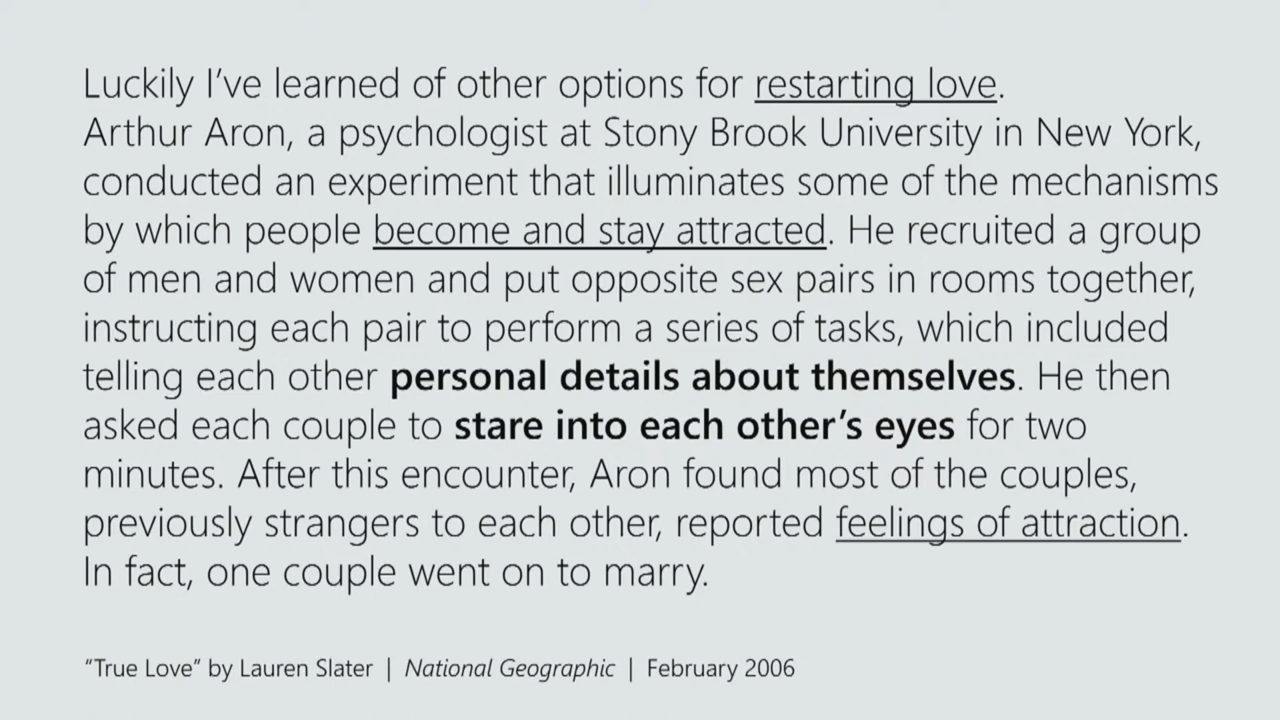 Luckily I’ve learned of other options for restarting love.
Arthur Aron, a psychologist at Stony Brook University in New York,
conducted an experiment that illuminates some of the mechanisms
by which people become and stay attracted. He recruited a group
of men and women and put opposite sex pairs in rooms together,
instructing each pair to perform a series of tasks, which included
telling each other personal details about themselves. He then
asked each couple to stare into each other’s eyes for two
minutes. After this encounter, Aron found most of the couples,
previously strangers to each other, reported feelings of attraction.
In fact, one couple went on to marry.
“True Love” by Lauren Slater | National Geographic | February 2006